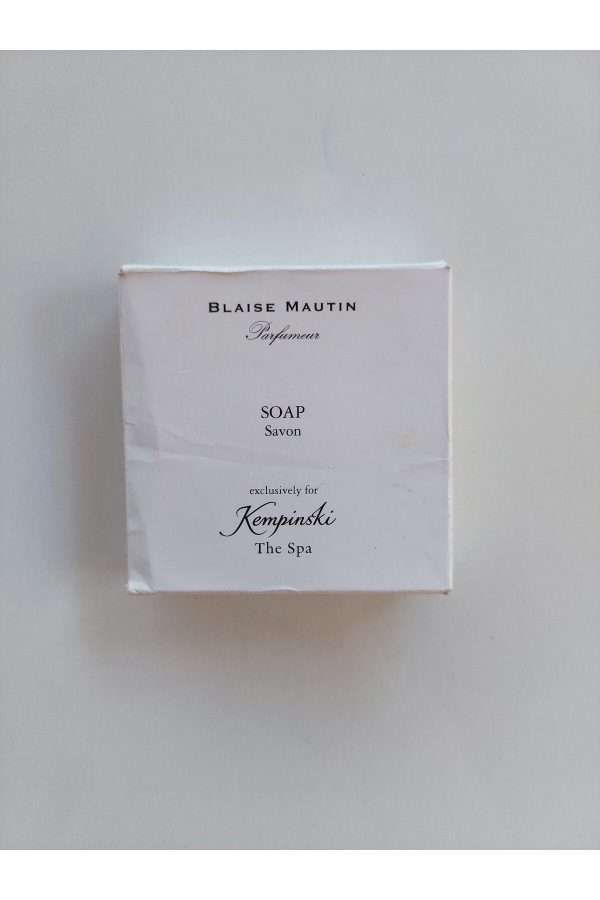 BLAISE MAUTIN
Parfumeur
SOAP
Savon
exclusively for
Kempinski
The Spa